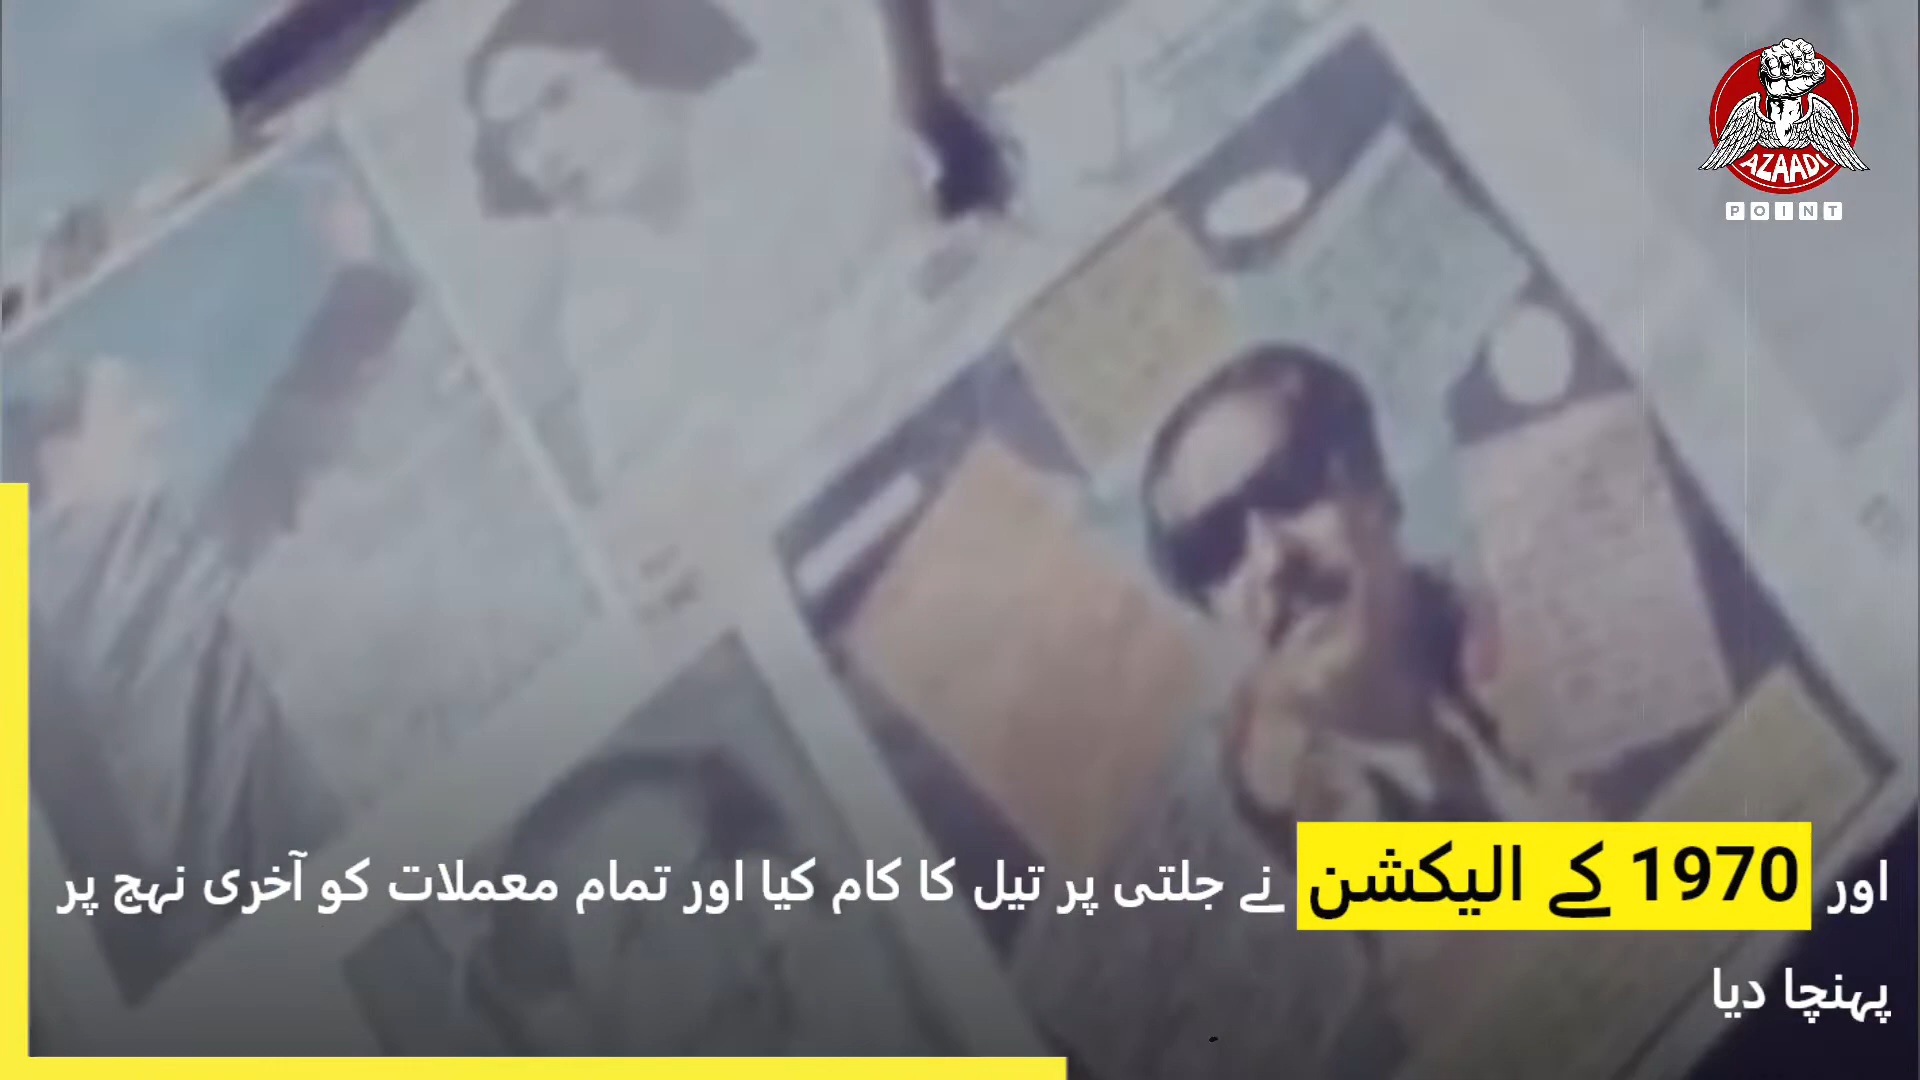 AZAADI
POINT
اور 1970 کے الیکشن نے جلتی پر تیل کا کام کیا اور تمام معملات کو آخری نہج پر
پہنچا دیا